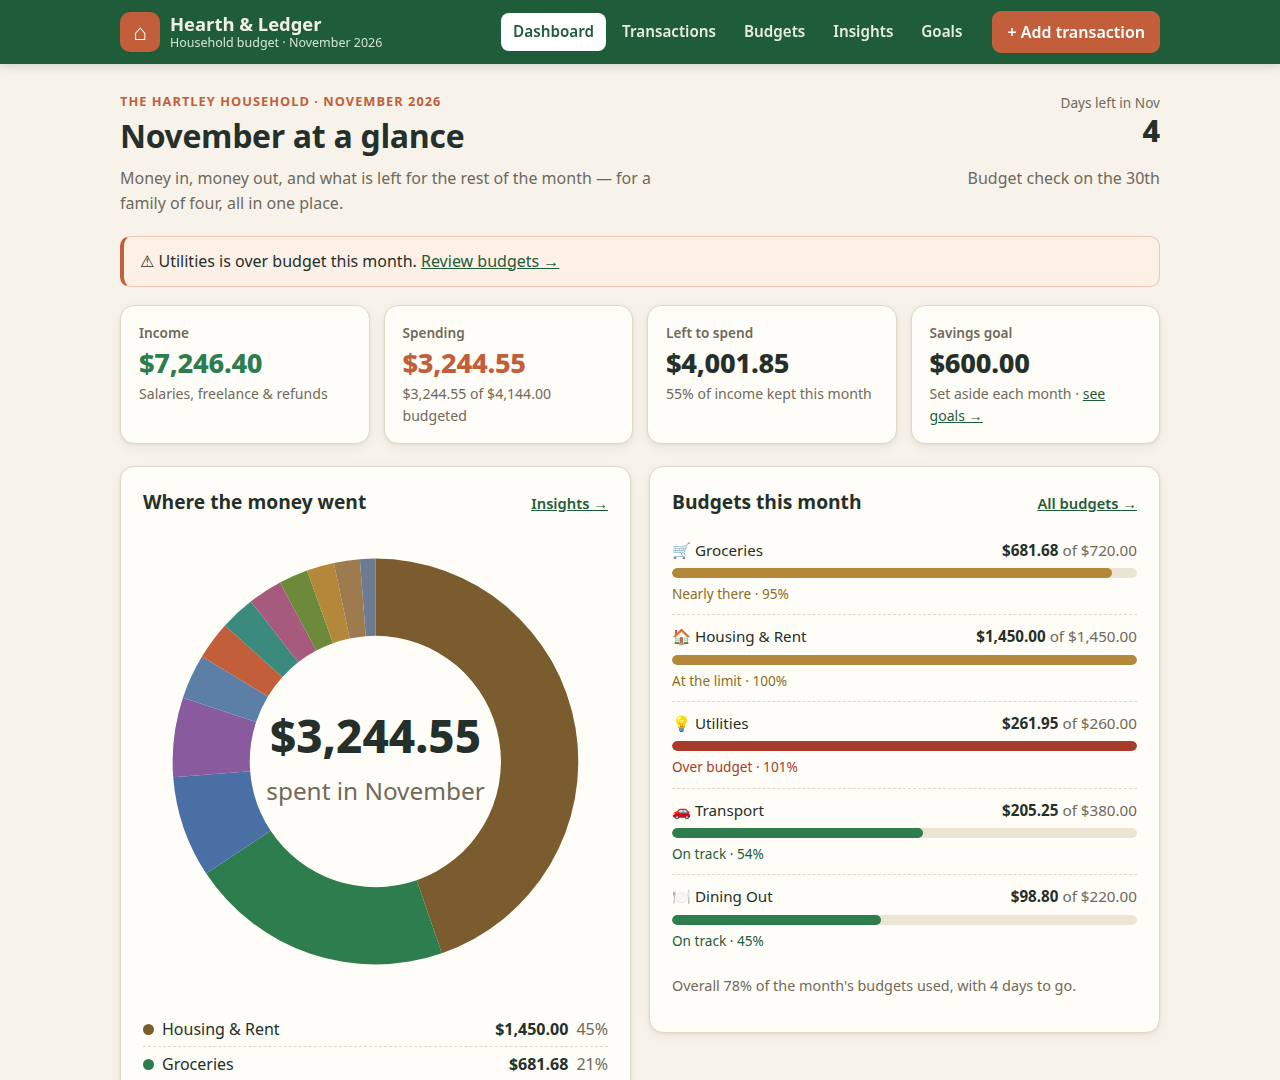 Hearth & Ledger
Household budget · November 2026
Dashboard
Transactions
Budgets
Insights
Goals
+ Add transaction
THE HARTLEY HOUSEHOLD · NOVEMBER 2026
November at a glance
Money in, money out, and what is left for the rest of the month — for a
family of four, all in one place.
Days left in Nov
4
Budget check on the 30th
⚠ Utilities is over budget this month. Review budgets →
Income
$7,246.40
Salaries, freelance & refunds
Spending
$3,244.55
$3,244.55 of $4,144.00
budgeted
Left to spend
$4,001.85
55% of income kept this month
Savings goal
$600.00
Set aside each month · see
goals →
Where the money went
Insights →
$3,244.55
spent in November
Housing & Rent $1,450.00 45%
Groceries $681.68 21%
Budgets this month
All budgets →
🛒 Groceries $681.68 of $720.00
Nearly there · 95%
🏠 Housing & Rent $1,450.00 of $1,450.00
At the limit · 100%
💡 Utilities $261.95 of $260.00
Over budget · 101%
🚗 Transport $205.25 of $380.00
On track · 54%
🍽️ Dining Out $98.80 of $220.00
On track · 45%
Overall 78% of the month's budgets used, with 4 days to go.